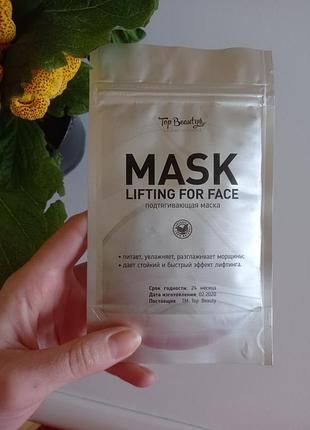 Top Beauty
MASK
LIFTING FOR FACE
подтягивающая маска
• питает, увлажняет, разглаживает морщины;
• дает стойкий и быстрый эффект лифтинга.
Срок годности: 24 месяца
Дата изготовления: 02.2020
Поставщик: ТМ Top Beauty